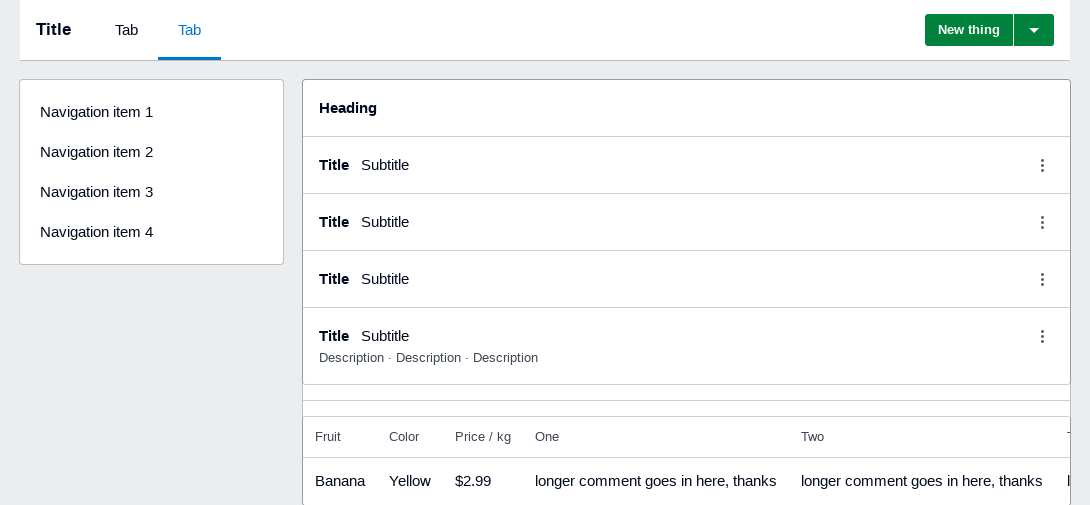 Title Tab Tab New thing
Navigation item 1
Navigation item 2
Navigation item 3
Navigation item 4
Heading
Title Subtitle
Title Subtitle
Title Subtitle
Title Subtitle
Description · Description · Description
Fruit Color Price / kg One Two
Banana Yellow $2.99 longer comment goes in here, thanks longer comment goes in here, thanks